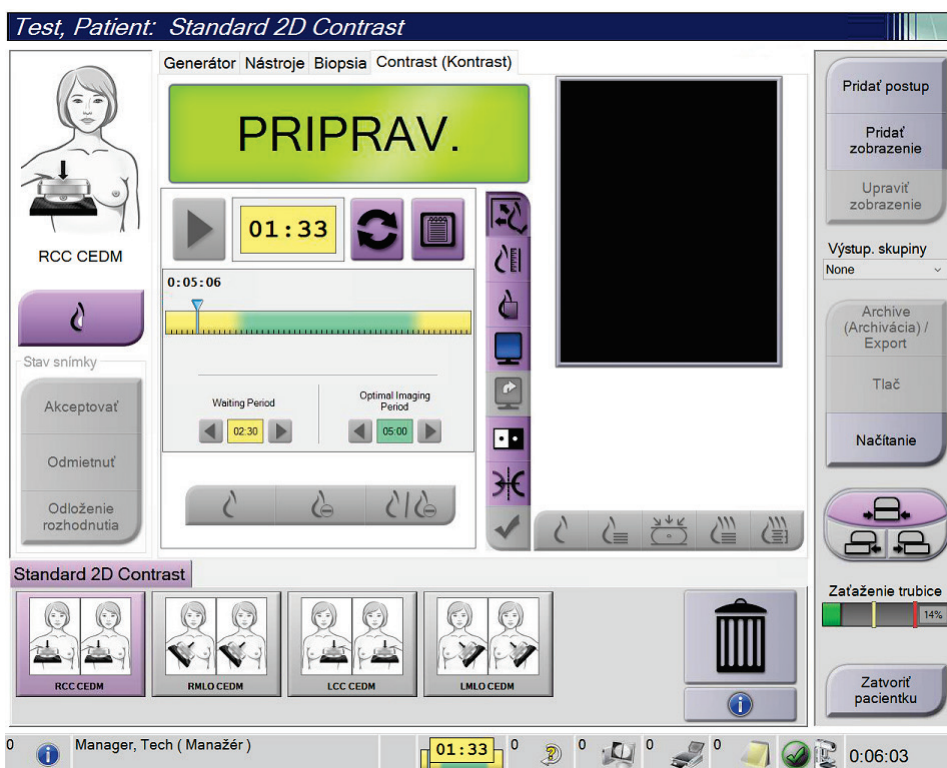 Test, Patient: Standard 2D Contrast
Generátor Nástroje Biopsia Contrast (Kontrast)
PRIPRAV.
RCC CEDM
01:33
0:05:06
Waiting Period
Optimal Imaging
Period
02:30
05:00
Stav snímky
Akceptovať
Odmietnuť
Odloženie
rozhodnutia
Pridať postup
Pridať
zobrazenie
Upraviť
zobrazenie
Výstup. skupiny
None
Archive
(Archivácia) /
Export
Tlač
Načítanie
Zaťaženie trubice
14%
Zatvoriť
pacientku
Standard 2D Contrast
RCC CEDM
RMLO CEDM
LCC CEDM
LMLO CEDM
0
Manager, Tech ( Manažér )
01:33
0
0
0
0
0:06:03